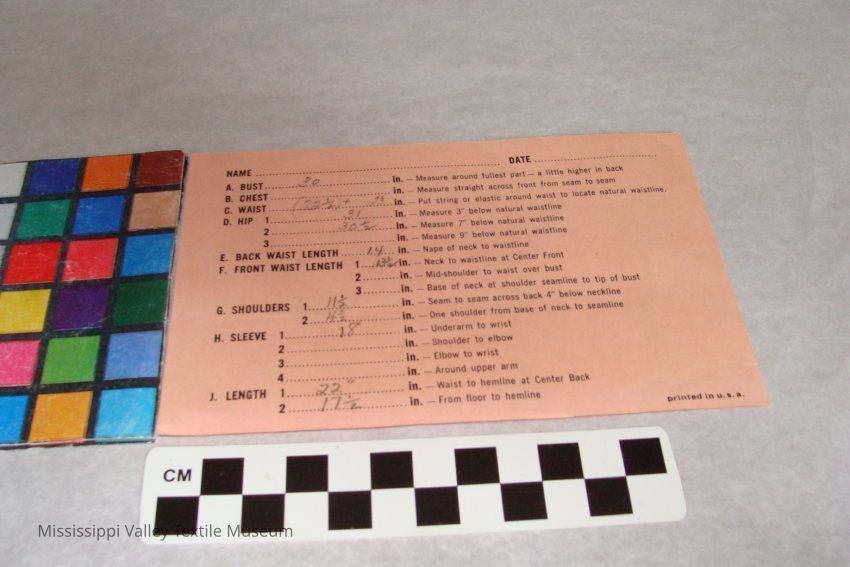 NAME ........ DATE ........
A. BUST 30 in. — Measure around fullest part — a little higher in back
B. CHEST in. — Measure straight across front from seam to seam
C. WAIST in. — Put string or elastic around waist to locate natural waistline.
D. HIP 1 31 in. — Measure 3" below natural waistline
2 30½ in. — Measure 7" below natural waistline
3 in. — Measure 9" below natural waistline
E. BACK WAIST LENGTH 14 in. — Nape of neck to waistline
F. FRONT WAIST LENGTH 1 in. — Neck to waistline at Center Front
2 in. — Mid-shoulder to waist over bust
3 in. — Base of neck at shoulder seamline to tip of bust
G. SHOULDERS 1 11½ in. — Seam to seam across back 4" below neckline
2 in. — One shoulder from base of neck to seamline
H. SLEEVE 1 18" in. — Underarm to wrist
2 in. — Shoulder to elbow
3 in. — Elbow to wrist
4 in. — Around upper arm
J. LENGTH 1 22" in. — Waist to hemline at Center Back
2 17½ in. — From floor to hemline
printed in u.s.a.
CM
Mississippi Valley Textile Museum